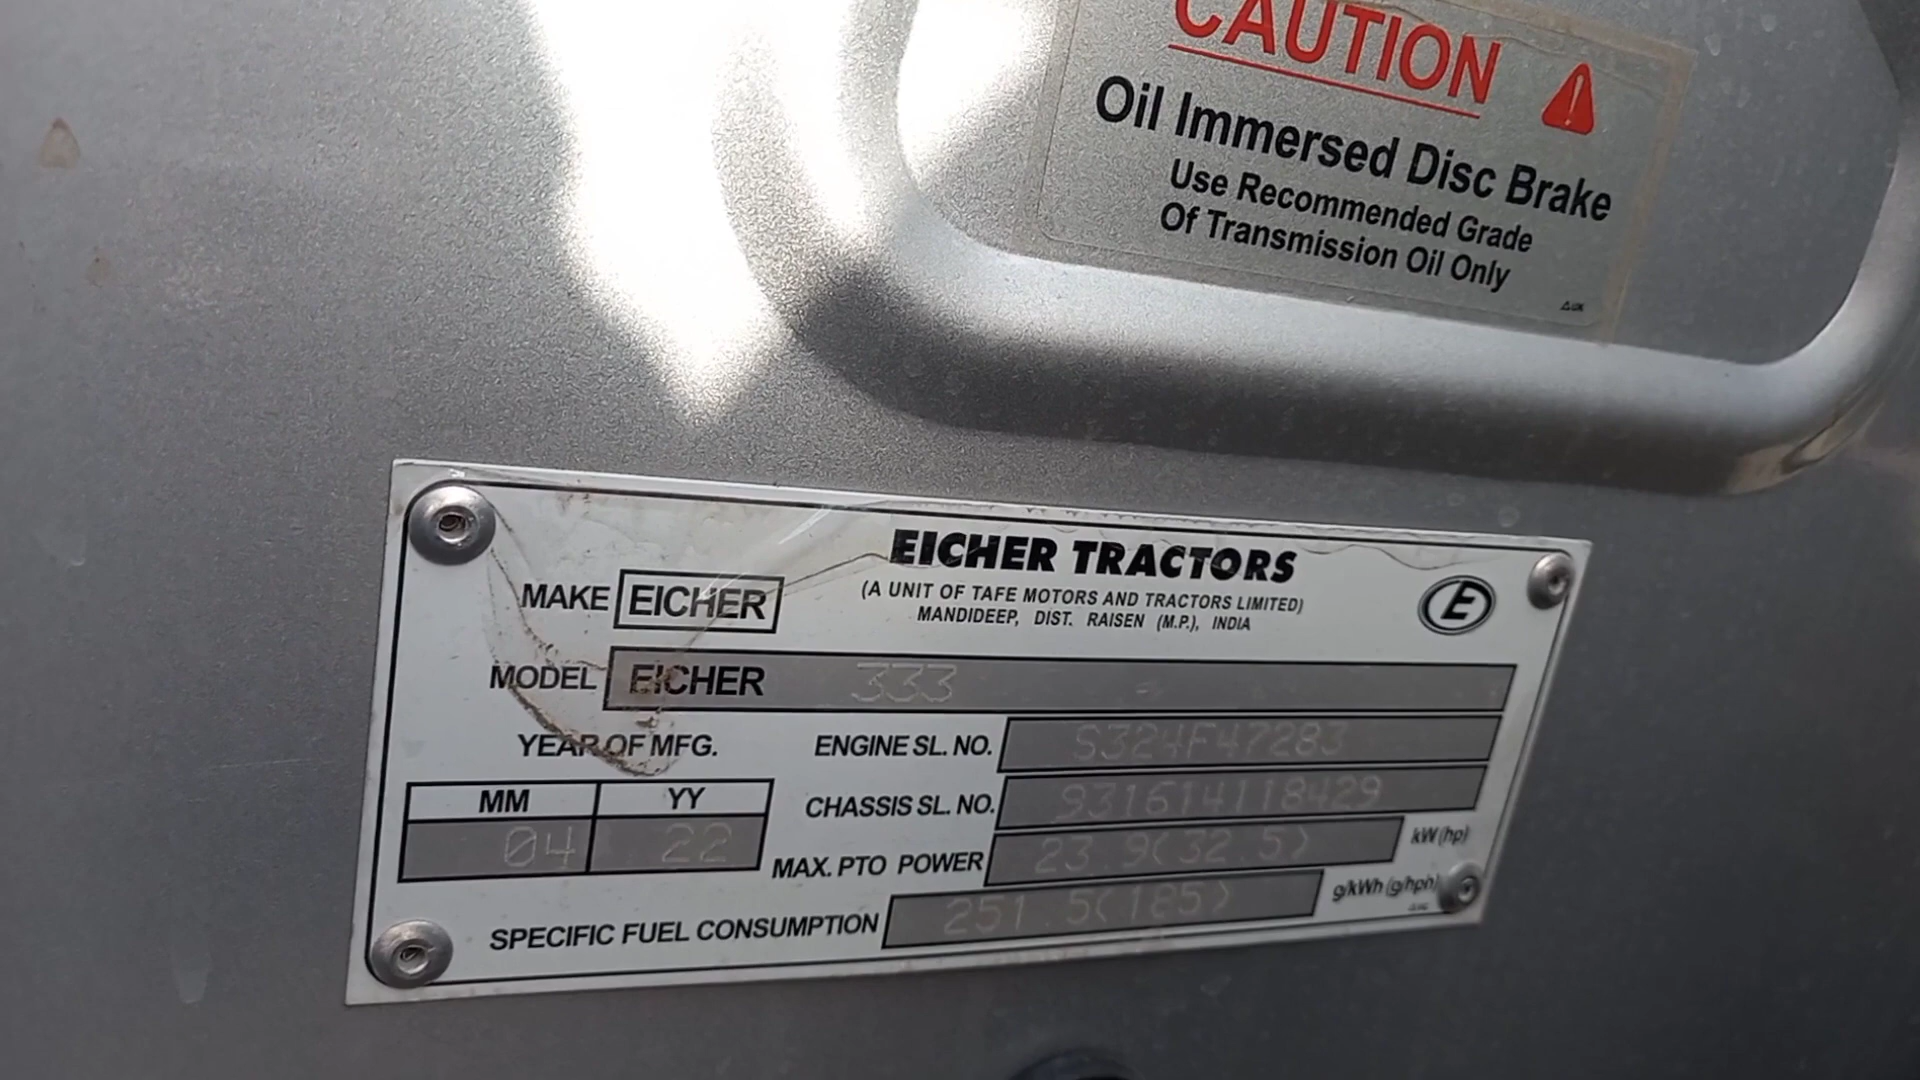 CAUTION
Oil Immersed Disc Brake
Use Recommended Grade
Of Transmission Oil Only
EICHER TRACTORS
(A UNIT OF TAFE MOTORS AND TRACTORS LIMITED)
MANDIDEEP, DIST. RAISEN (M.P.), INDIA
E
MAKE EICHER
MODEL EICHER 333
YEAR OF MFG.
MM YY
04 22
ENGINE SL. NO. S324F47283
CHASSIS SL. NO. 931614118429
MAX. PTO POWER 23.9(32.5) kW (hp)
SPECIFIC FUEL CONSUMPTION 251.5(185) g/kWh (g/hph)